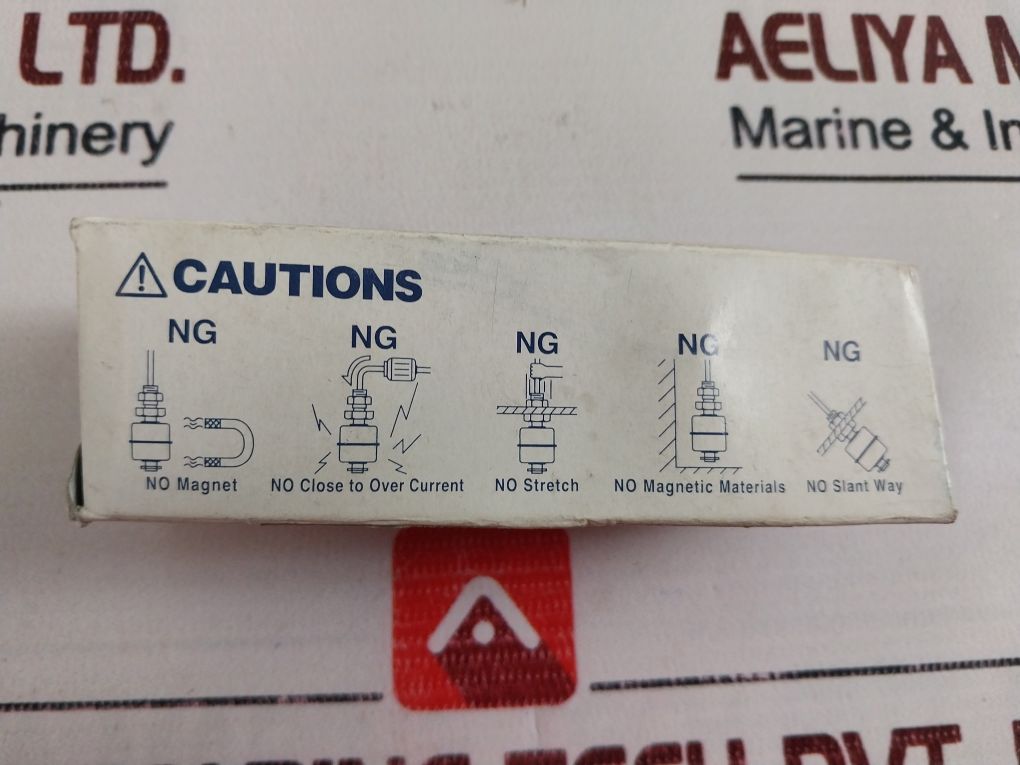 LTD.
AELIYA M
hinery
Marine & In
CAUTIONS
NG NG NG NG NG
NO Magnet NO Close to Over Current NO Stretch NO Magnetic Materials NO Slant Way